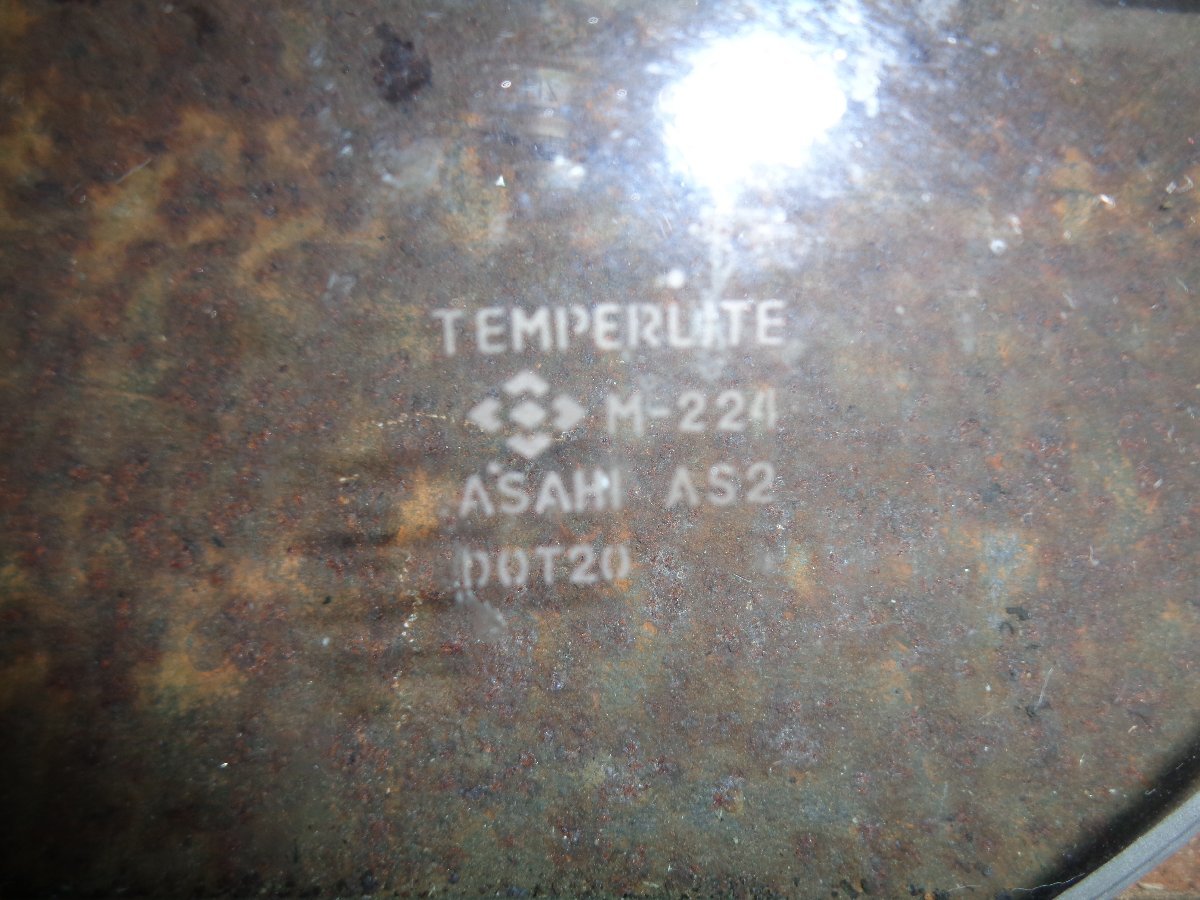 TEMPERLITE
M-224
ASAHI AS2
DOT20